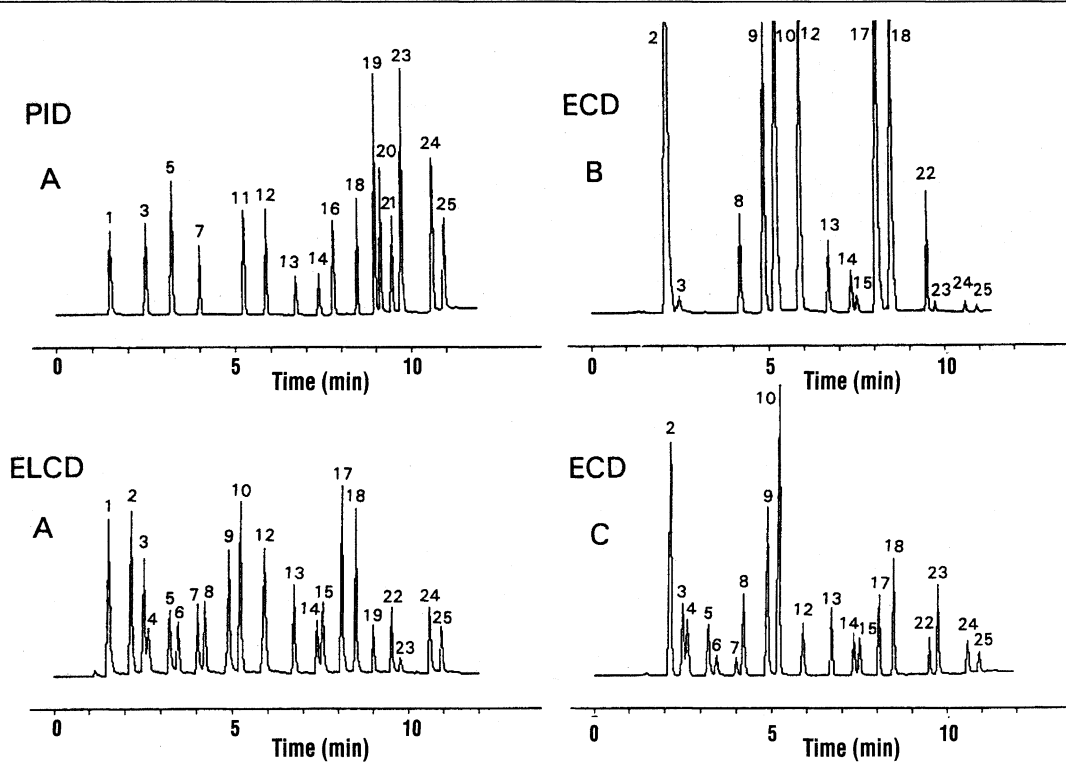 PID
A
1 3 5 7 11 12 13 14 16 18 19 20 21 23 24 25
0 5 10
Time (min)
ECD
B
2 3 8 9 10 12 13 14 15 17 18 22 23 24 25
0 5 10
Time (min)
ELCD
A
1 2 3 4 5 6 7 8 9 10 12 13 14 15 17 18 19 22 23 24 25
0 5 10
Time (min)
ECD
C
2 3 4 5 6 7 8 9 10 12 13 14 15 17 18 22 23 24 25
0 5 10
Time (min)